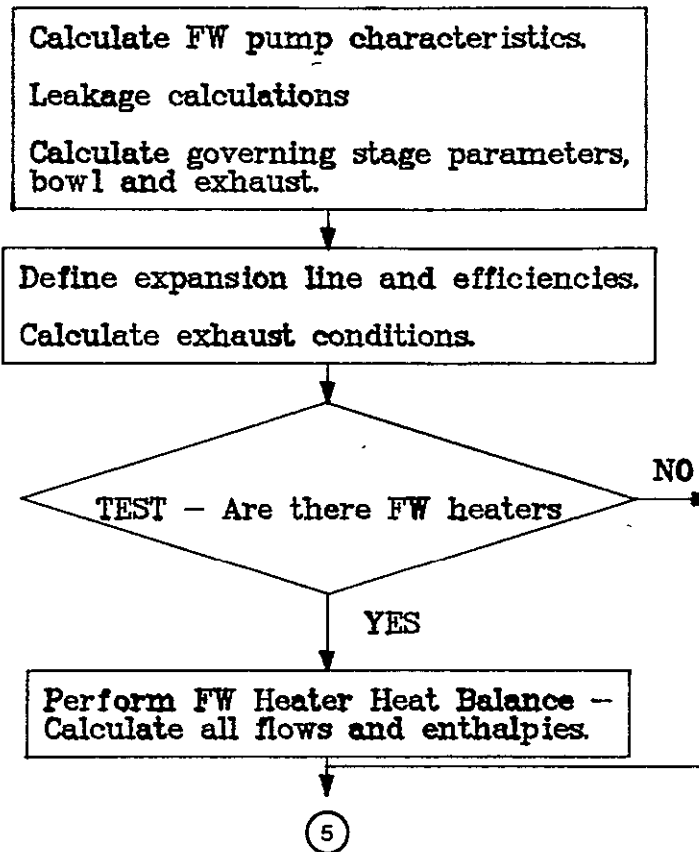 Calculate FW pump characteristics.
Leakage calculations
Calculate governing stage parameters,
bowl and exhaust.
Define expansion line and efficiencies.
Calculate exhaust conditions.
NO
TEST – Are there FW heaters
YES
Perform FW Heater Heat Balance –
Calculate all flows and enthalpies.
5